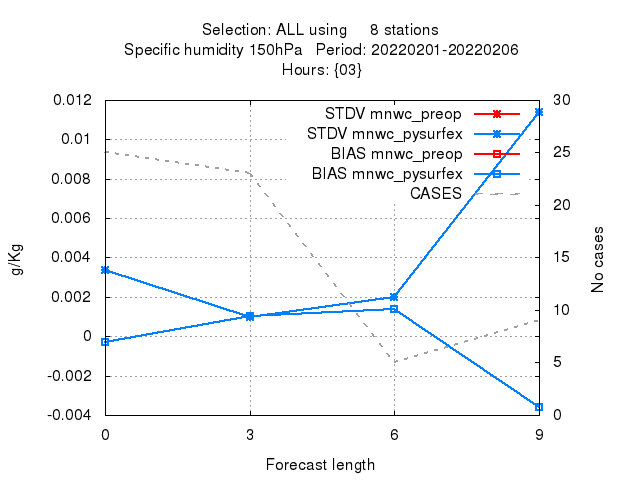 Selection: ALL using     8 stations
Specific humidity 150hPa   Period: 20220201-20220206
Hours: {03}
0.012
0.01
0.008
0.006
0.004
0.002
0
-0.002
-0.004
g/Kg
STDV mnwc_preop
STDV mnwc_pysurfex
BIAS mnwc_preop
BIAS mnwc_pysurfex
CASES
30
25
20
15
10
5
0
No cases
0 3 6 9
Forecast length